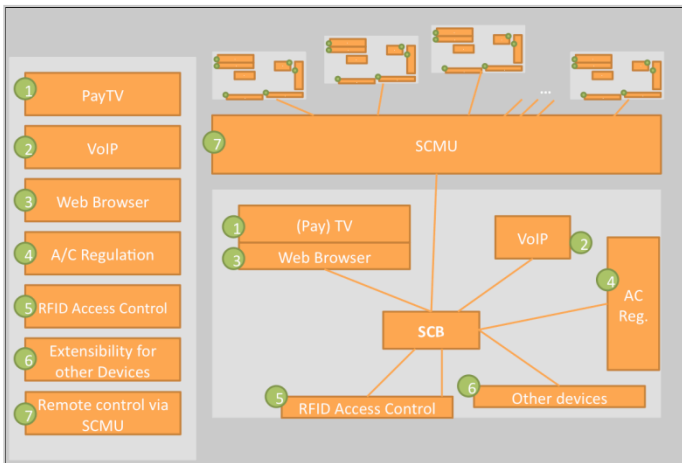 1
PayTV
2
VoIP
3
Web Browser
4
A/C Regulation
5
RFID Access Control
6
Extensibility for
other Devices
7
Remote control via
SCMU
...
7
SCMU
1
(Pay) TV
3
Web Browser
VoIP
2
4
AC
Reg.
SCB
5
RFID Access Control
6
Other devices